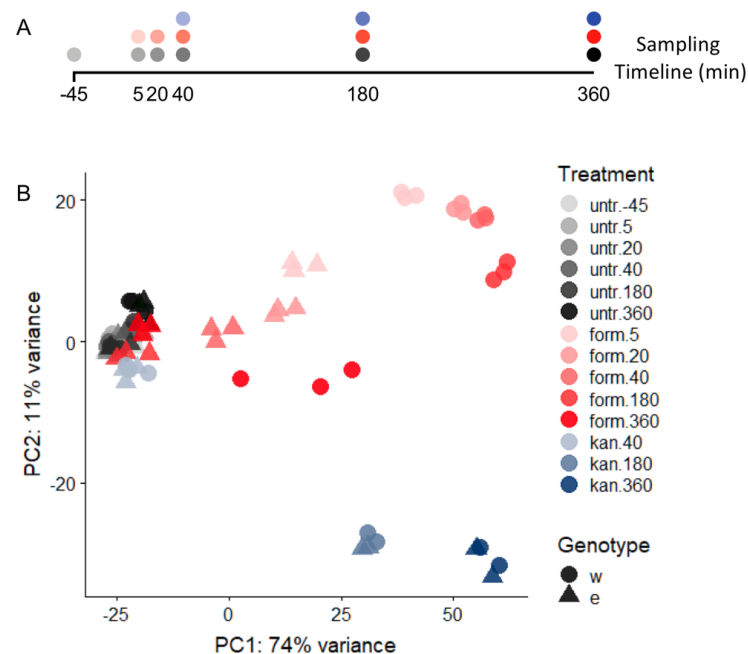 A
Sampling
Timeline (min)
-45 5 20 40 180 360
B
Treatment
untr.-45
untr.5
untr.20
untr.40
untr.180
untr.360
form.5
form.20
form.40
form.180
form.360
kan.40
kan.180
kan.360
Genotype
w
e
20
0
-20
PC2: 11% variance
-25 0 25 50
PC1: 74% variance